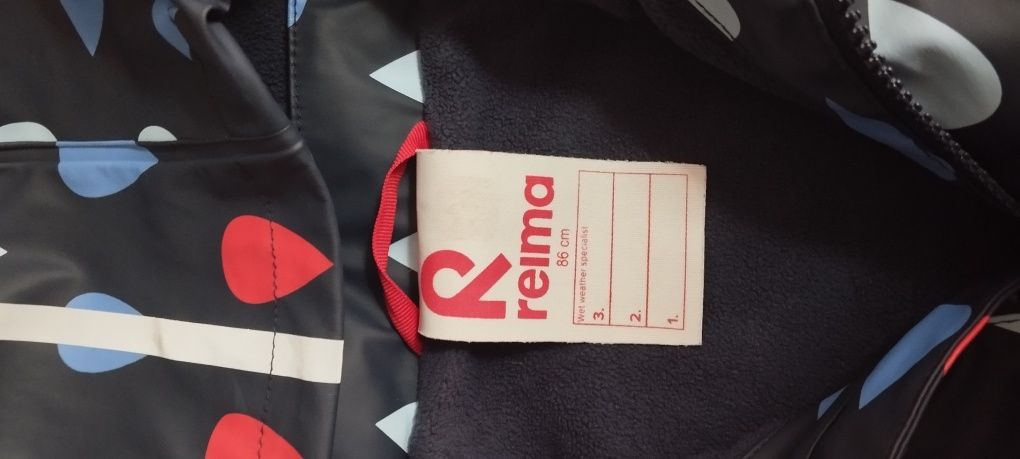 reima
86 cm
Wet weather specialist
3.
2.
1.